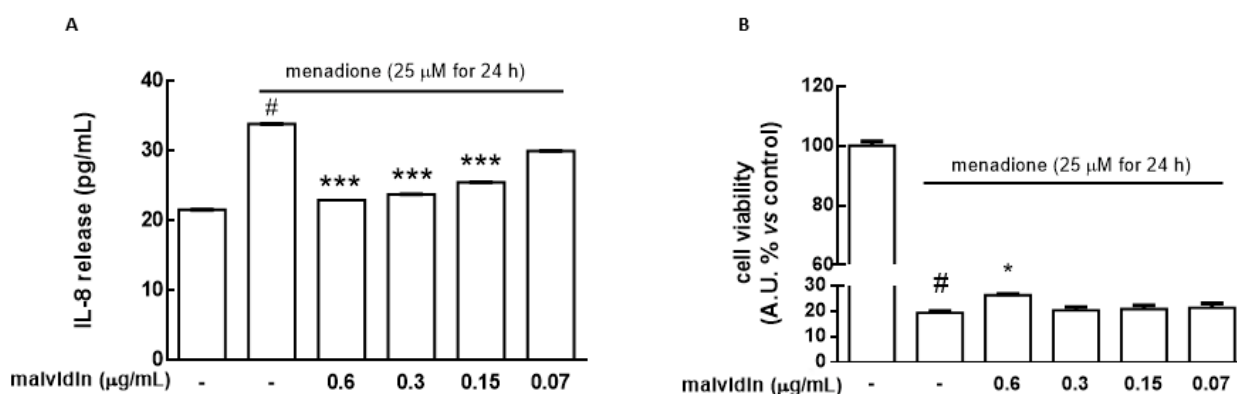 A
menadione (25 μM for 24 h)
IL-8 release (pg/mL)
40
30
20
10
0
#
***
***
***
malvidin (μg/mL) - - 0.6 0.3 0.15 0.07
B
menadione (25 μM for 24 h)
cell viability
(A.U. % vs control)
120
100
80
60
30
20
10
0
#
*
malvidin (μg/mL) - - 0.6 0.3 0.15 0.07